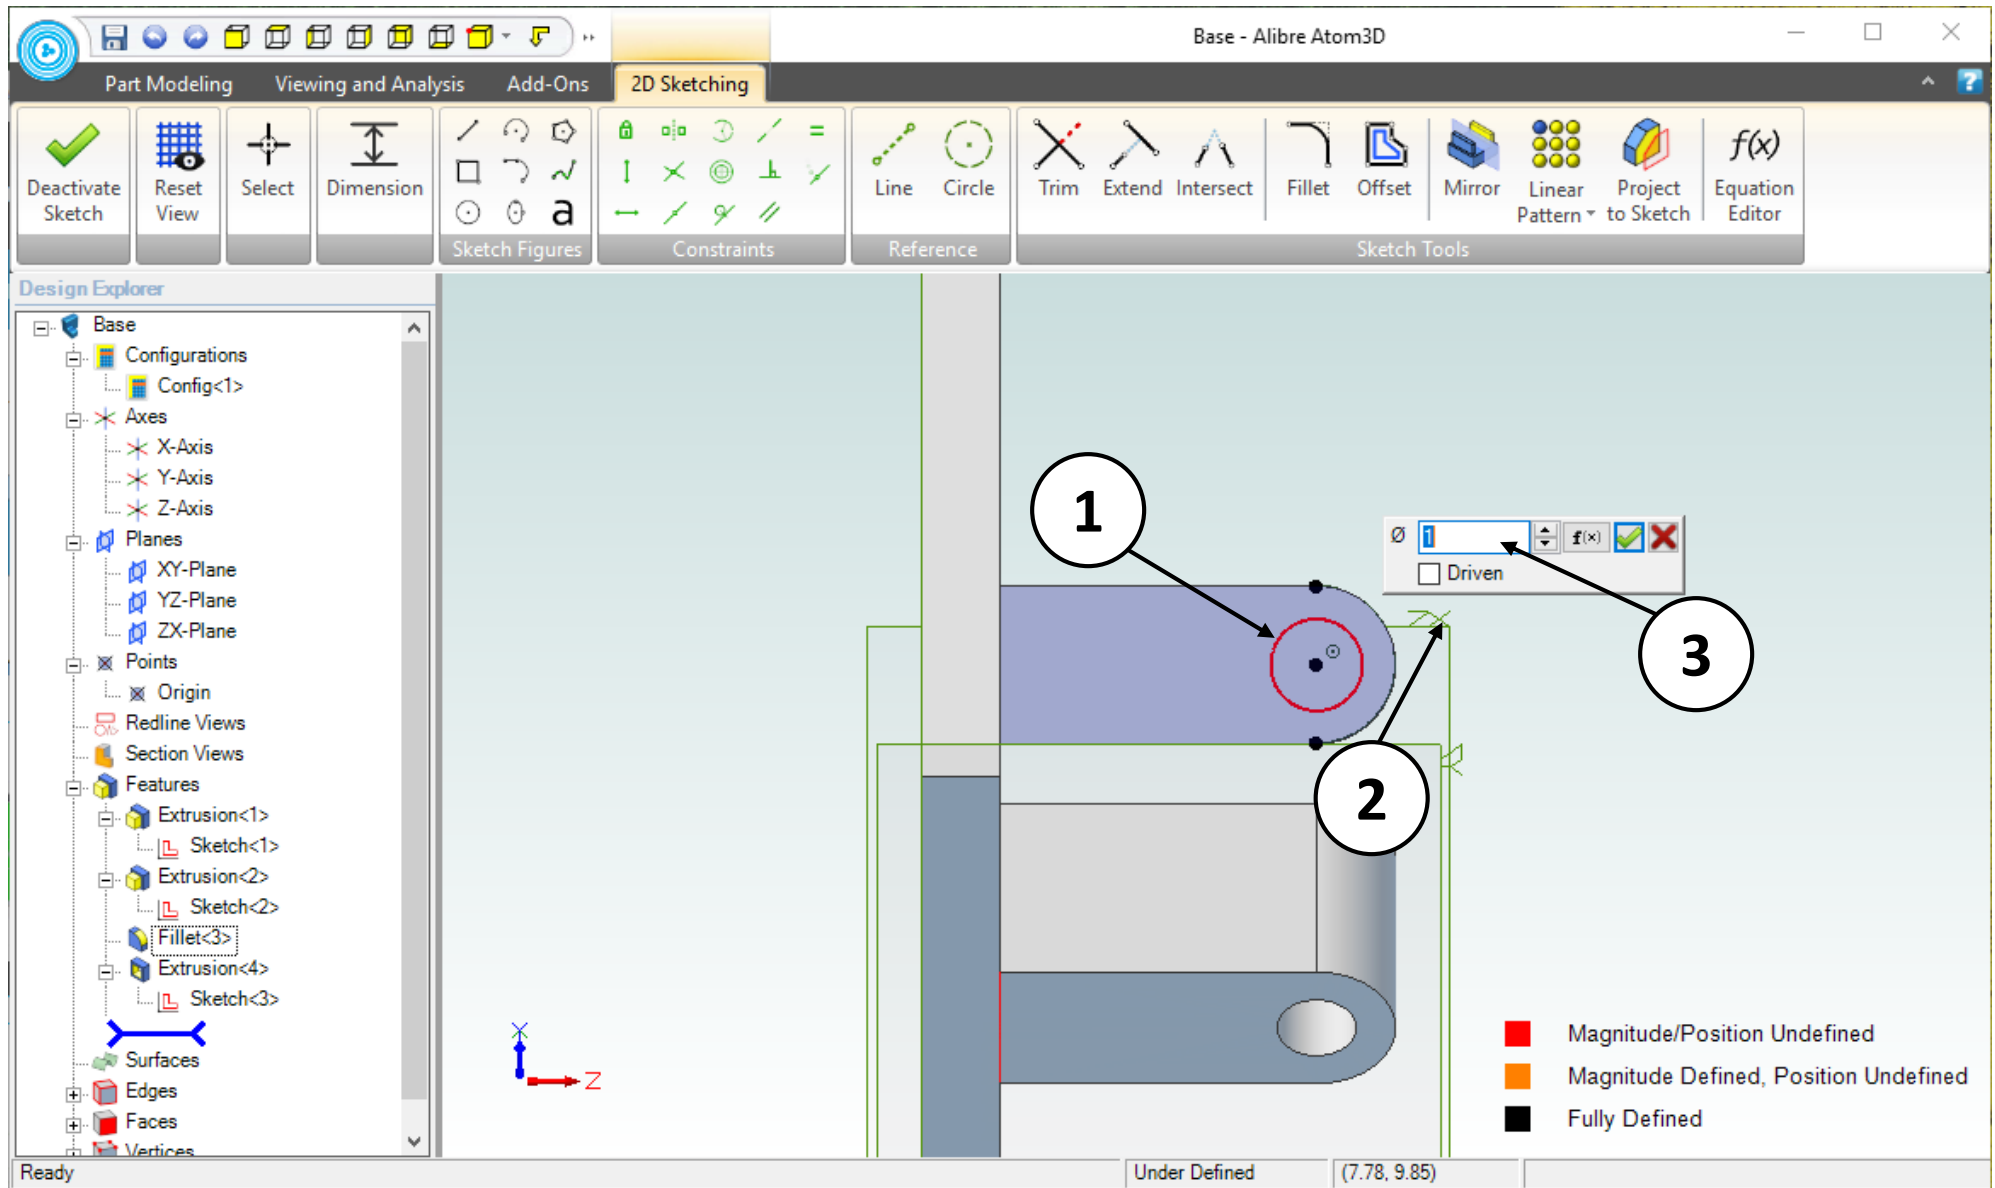 Base - Alibre Atom3D
Part Modeling
Viewing and Analysis
Add-Ons
2D Sketching
?
Deactivate
Sketch
Reset
View
Select
Dimension
a
Sketch Figures
Constraints
Line
Circle
Reference
Trim
Extend
Intersect
Fillet
Offset
Mirror
Linear
Pattern
Project
to Sketch
f(x)
Equation
Editor
Sketch Tools
Design Explorer
Base
Configurations
Config<1>
Axes
X-Axis
Y-Axis
Z-Axis
Planes
XY-Plane
YZ-Plane
ZX-Plane
Points
Origin
Redline Views
Section Views
Features
Extrusion<1>
Sketch<1>
Extrusion<2>
Sketch<2>
Fillet<3>
Extrusion<4>
Sketch<3>
Surfaces
Edges
Faces
Vertices
1
Ø 1 f(x)
Driven
3
2
X
Z
Magnitude/Position Undefined
Magnitude Defined, Position Undefined
Fully Defined
Ready
Under Defined
(7.78, 9.85)